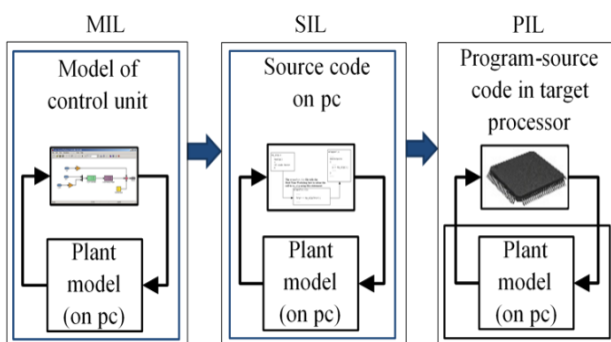 MIL
SIL
PIL
Model of
control unit
Source code
on pc
Program-source
code in target
processor
Plant
model
(on pc)
Plant
model
(on pc)
Plant
model
(on pc)